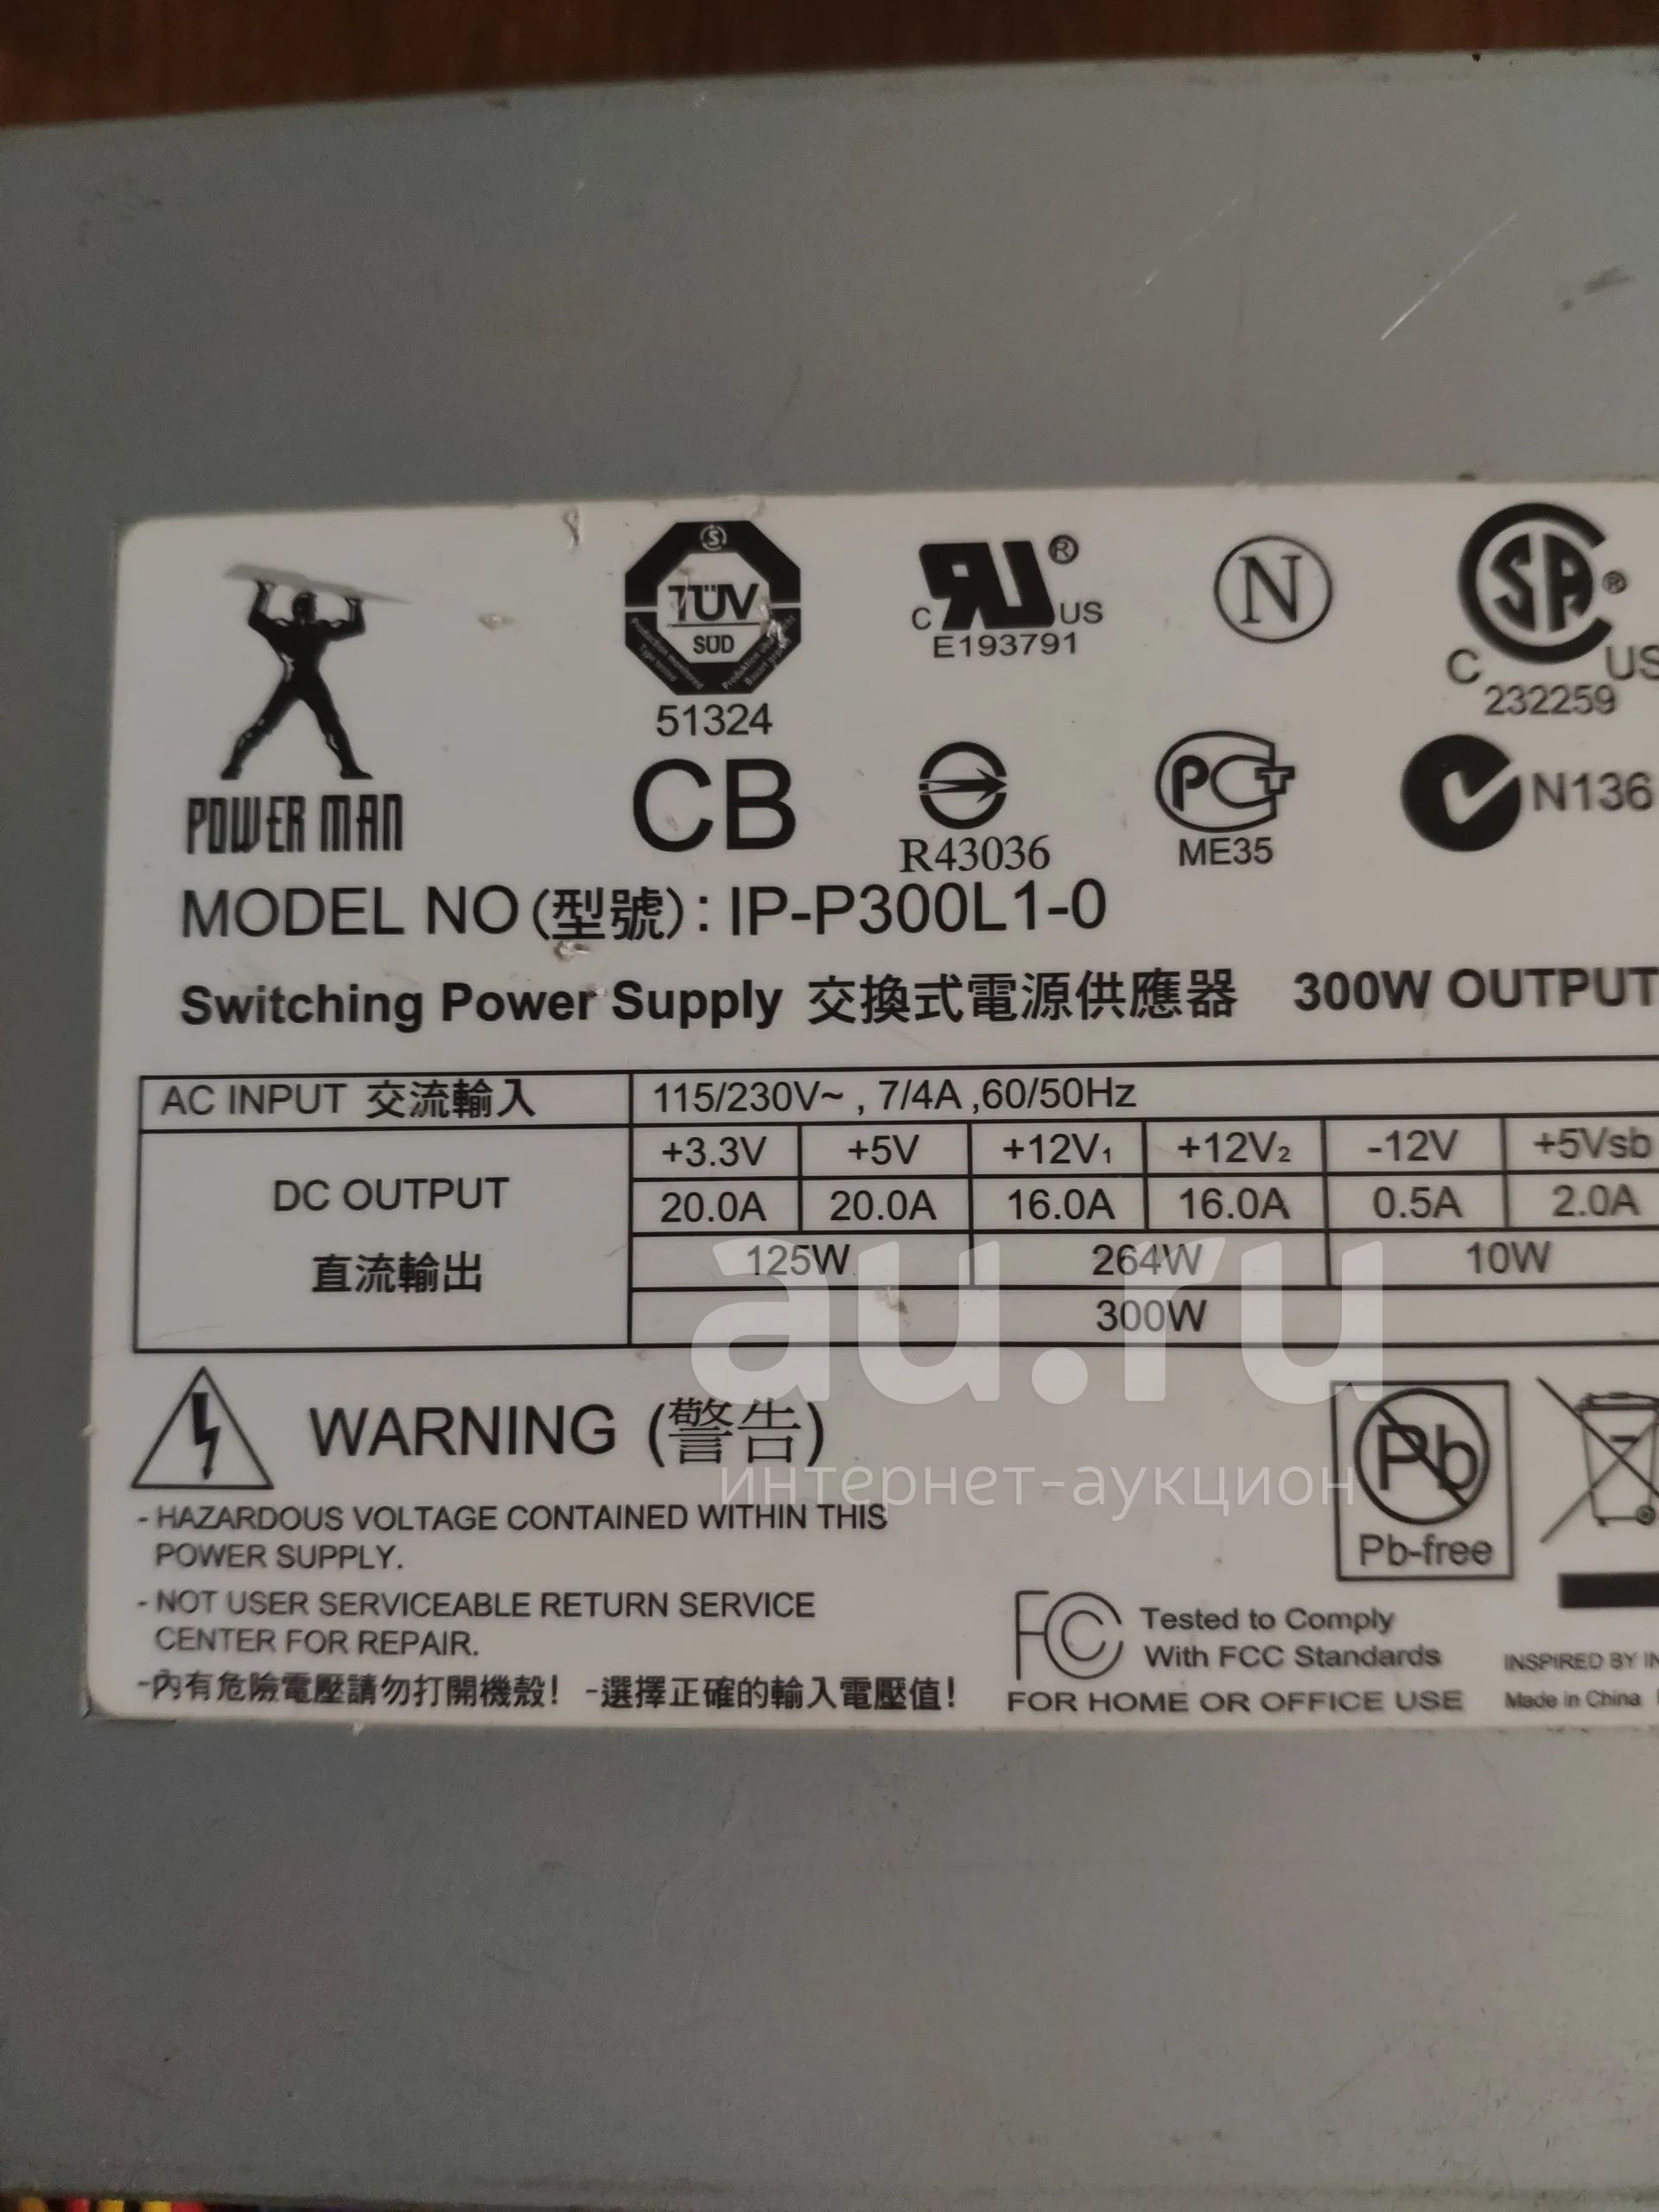 TÜV
SÜD
51324
C RU ® US
E193791
N
SA ®
C US
232259
POWER MAN
CB
R43036
PCT
ME35
N136
MODEL NO (型號) : IP-P300L1-0
Switching Power Supply 交換式電源供應器 300W OUTPUT
AC INPUT 交流輸入 115/230V~ , 7/4A ,60/50Hz
DC OUTPUT
直流輸出
+3.3V +5V +12V₁ +12V₂ -12V +5Vsb
20.0A 20.0A 16.0A 16.0A 0.5A 2.0A
125W 264W 10W
300W
au.ru
интернет-аукцион
WARNING (警告)
- HAZARDOUS VOLTAGE CONTAINED WITHIN THIS
POWER SUPPLY.
- NOT USER SERVICEABLE RETURN SERVICE
CENTER FOR REPAIR.
-內有危險電壓請勿打開機殼! -選擇正確的輸入電壓值!
Pb
Pb-free
FC Tested to Comply
With FCC Standards
FOR HOME OR OFFICE USE
INSPIRED BY
Made in China